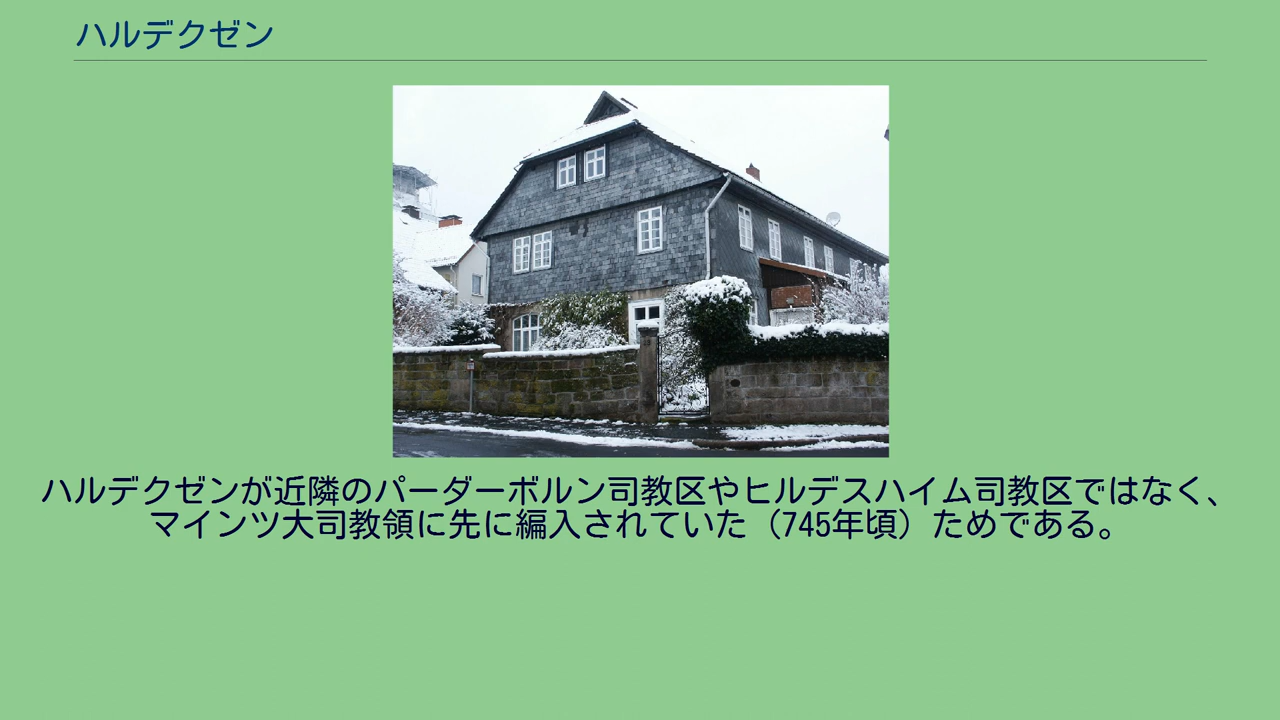 ハルデクゼン
ハルデクゼンが近隣のパーダーボルン司教区やヒルデスハイム司教区ではなく、
マインツ大司教領に先に編入されていた（745年頃）ためである。